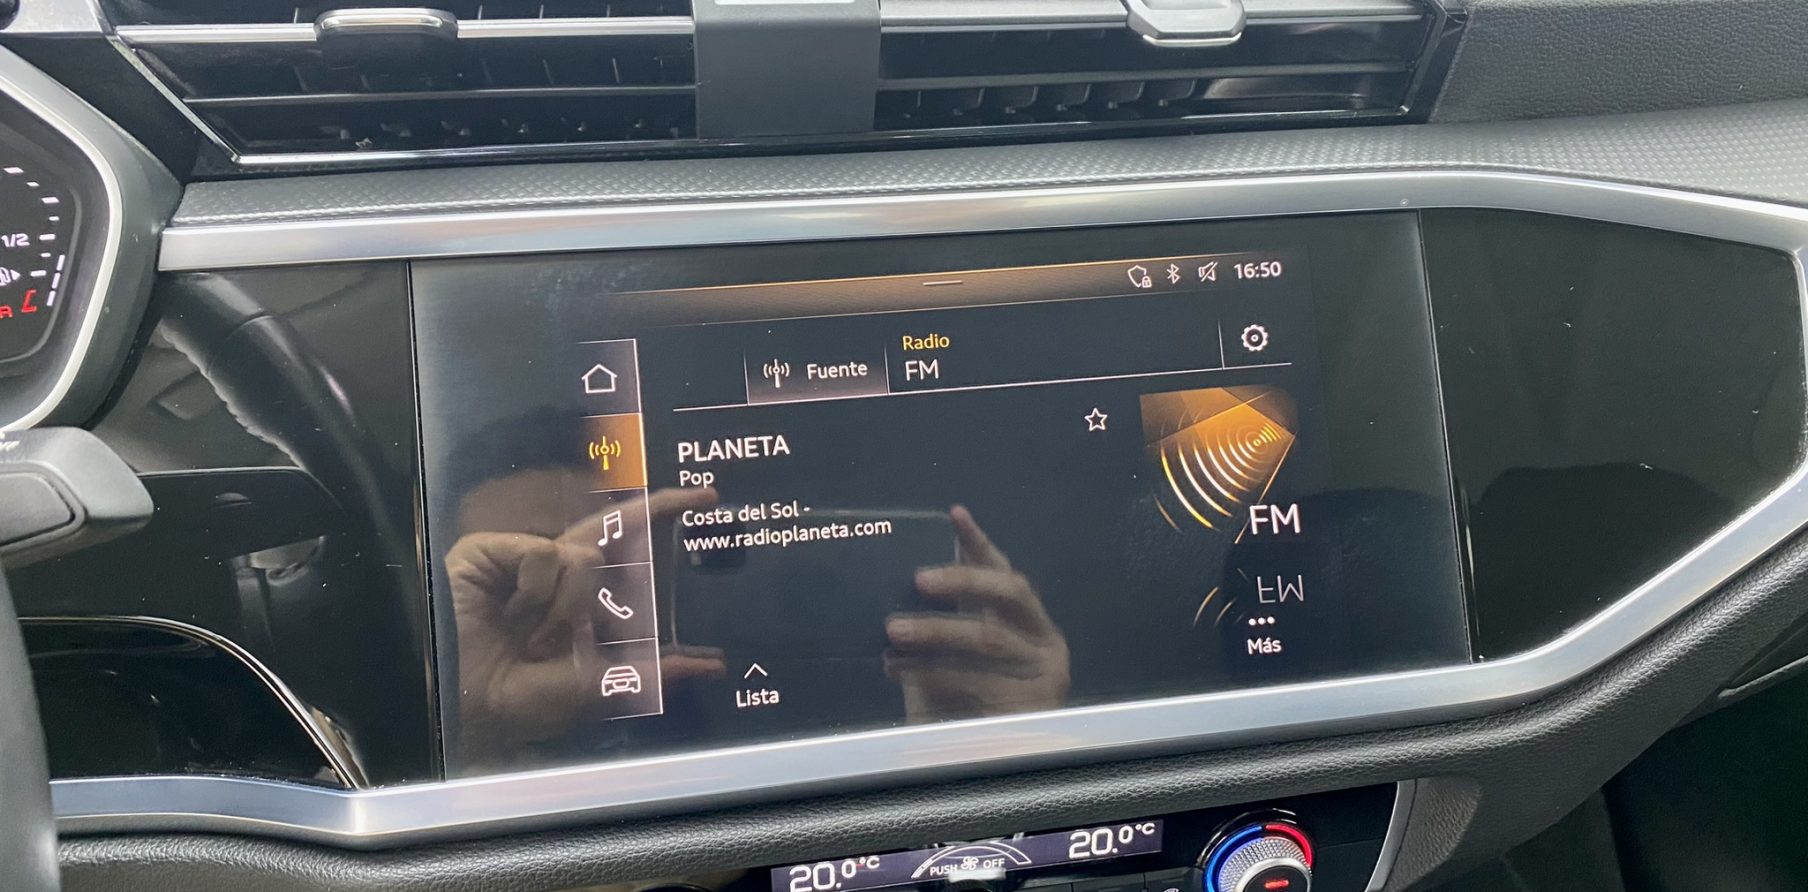 1/2
16:50
Fuente
Radio
FM
PLANETA
Pop
Costa del Sol -
www.radioplaneta.com
FM
Más
Lista
20.0°C
PUSH OFF
20.0°C